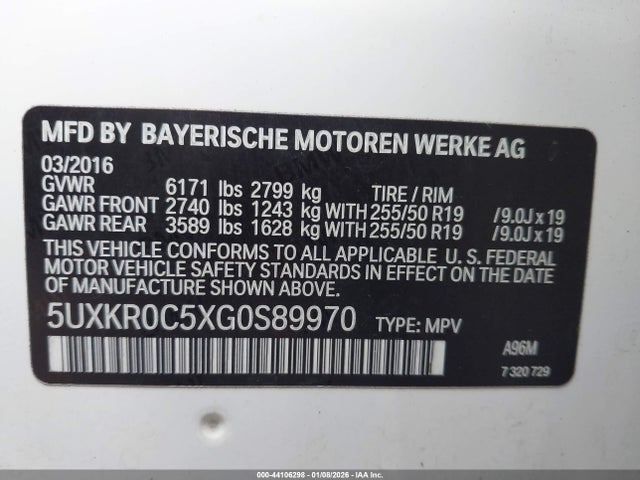 MFD BY BAYERISCHE MOTOREN WERKE AG
03/2016
GVWR 6171 lbs 2799 kg TIRE / RIM
GAWR FRONT 2740 lbs 1243 kg WITH 255/50 R19 /9.0J x 19
GAWR REAR 3589 lbs 1628 kg WITH 255/50 R19 /9.0J x 19
THIS VEHICLE CONFORMS TO ALL APPLICABLE U. S. FEDERAL
MOTOR VEHICLE SAFETY STANDARDS IN EFFECT ON THE
DATE OF MANUFACTURE SHOWN ABOVE.
5UXKR0C5XG0S89970 TYPE: MPV
A96M
7 320 729
000-44106298 - 01/08/2026 - IAA Inc.